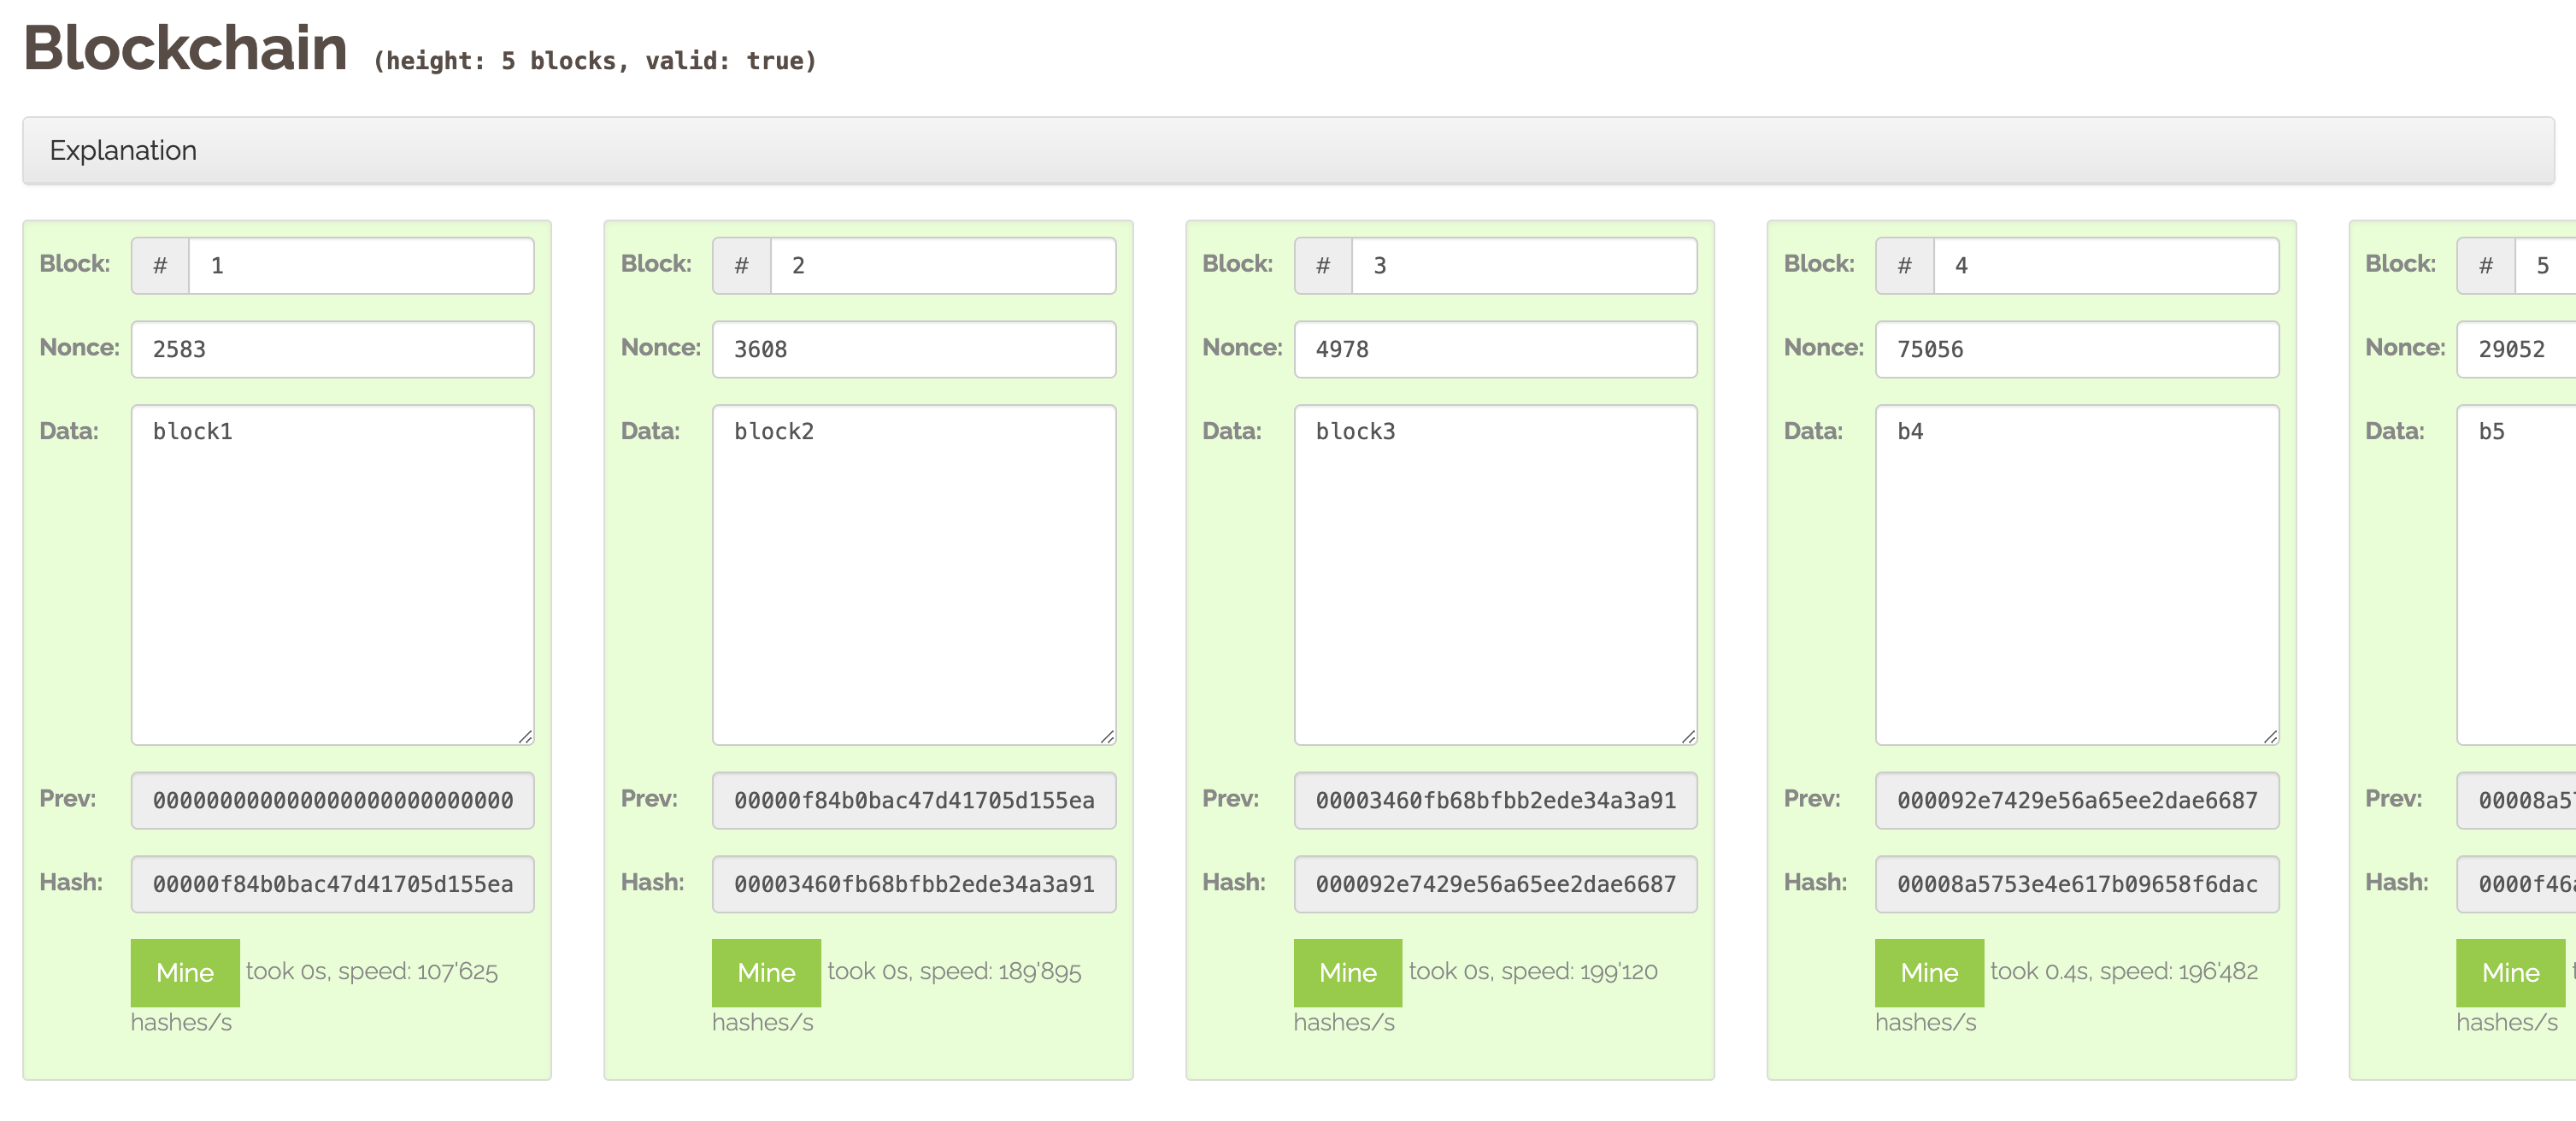 Blockchain (height: 5 blocks, valid: true)
Explanation
Block: # 1
Nonce: 2583
Data: block1
Prev: 000000000000000000000000000
Hash: 00000f84b0bac47d41705d155ea
Mine took 0s, speed: 107'625
hashes/s
Block: # 2
Nonce: 3608
Data: block2
Prev: 00000f84b0bac47d41705d155ea
Hash: 00003460fb68bfbb2ede34a3a91
Mine took 0s, speed: 189'895
hashes/s
Block: # 3
Nonce: 4978
Data: block3
Prev: 00003460fb68bfbb2ede34a3a91
Hash: 000092e7429e56a65ee2dae6687
Mine took 0s, speed: 199'120
hashes/s
Block: # 4
Nonce: 75056
Data: b4
Prev: 000092e7429e56a65ee2dae6687
Hash: 00008a5753e4e617b09658f6dac
Mine took 0.4s, speed: 196'482
hashes/s
Block: # 5
Nonce: 29052
Data: b5
Prev: 00008a5
Hash: 0000f46
Mine
hashes/s